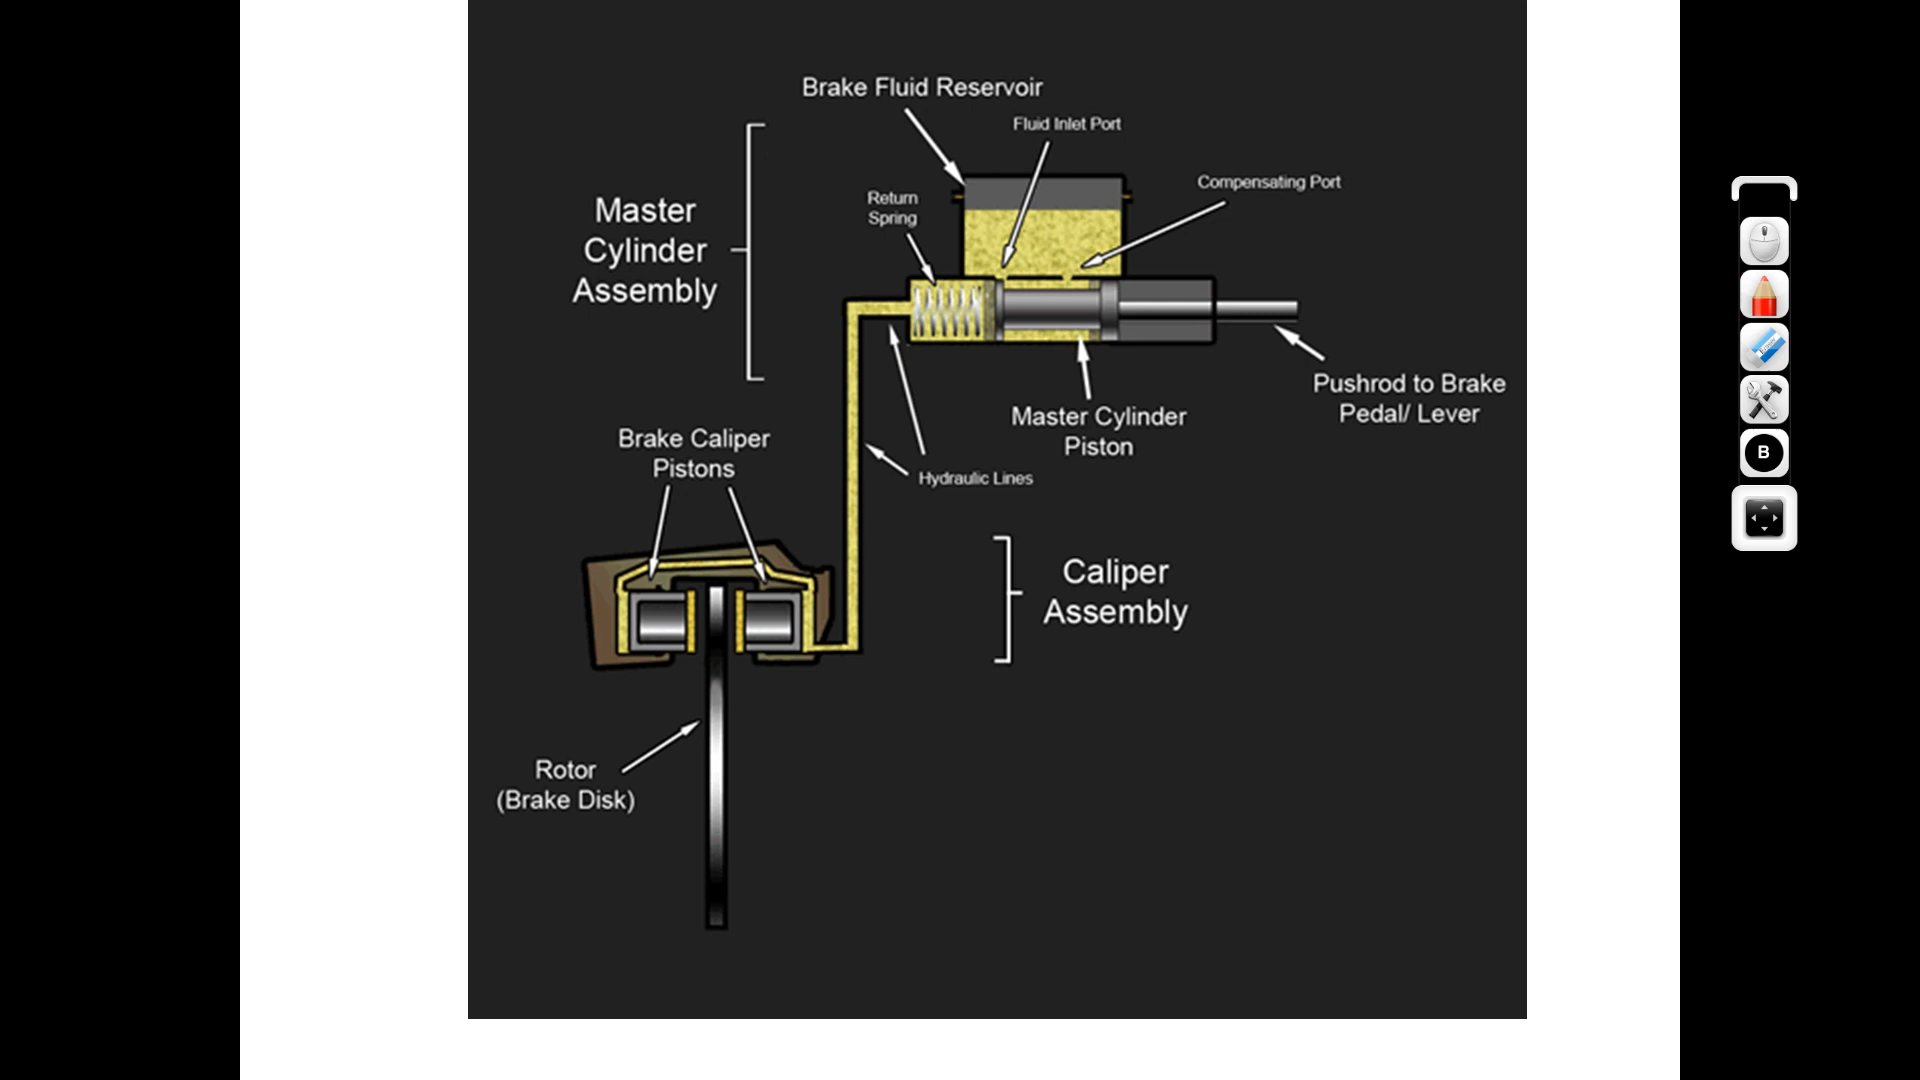 Brake Fluid Reservoir
Fluid Inlet Port
Compensating Port
Return
Spring
Master
Cylinder
Assembly
Pushrod to Brake
Pedal/ Lever
Master Cylinder
Piston
Brake Caliper
Pistons
Hydraulic Lines
Caliper
Assembly
Rotor
(Brake Disk)
B